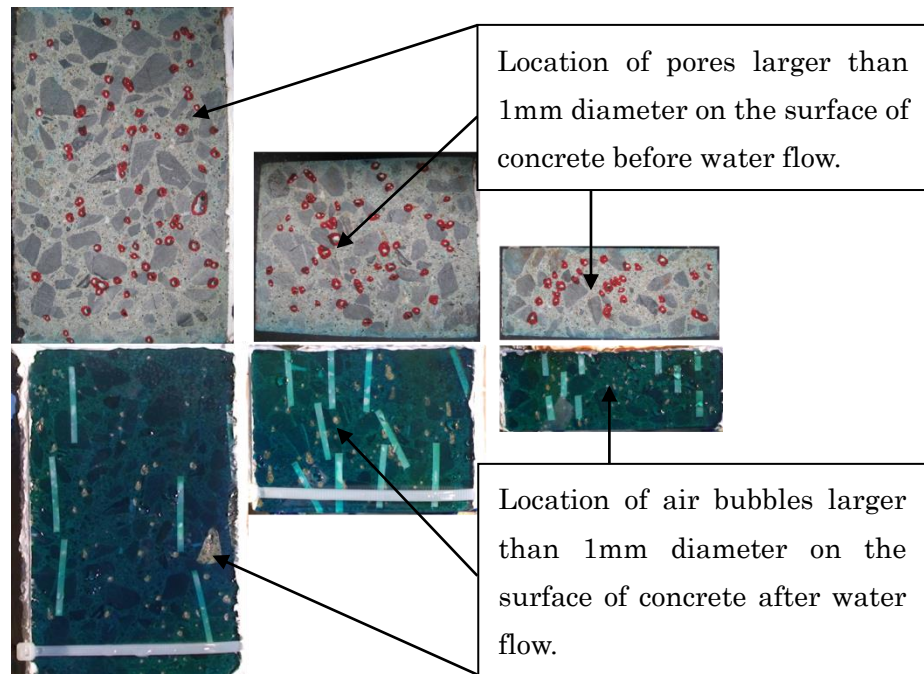 Location of pores larger than
1mm diameter on the surface of
concrete before water flow.
Location of air bubbles larger
than 1mm diameter on the
surface of concrete after water
flow.